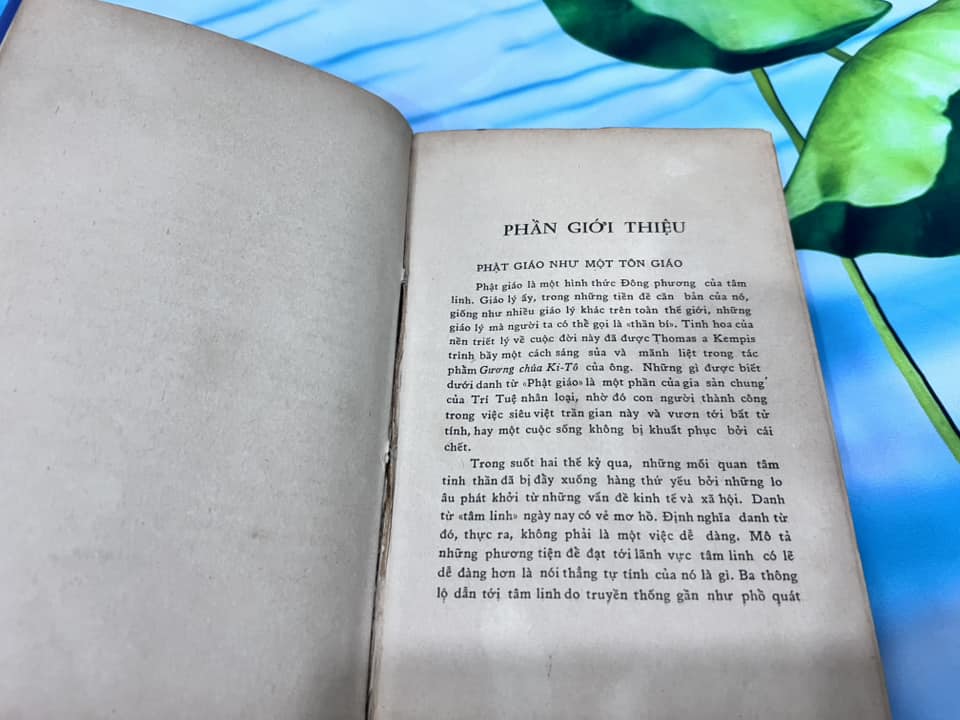 PHẦN GIỚI THIỆU
PHẬT GIÁO NHƯ MỘT TÔN GIÁO
Phật giáo là một hình thức Đông phương của tâm
linh. Giáo lý ấy, trong những tiền đề căn bản của nó,
giống như nhiều giáo lý khác trên toàn thế giới, những
giáo lý mà người ta có thể gọi là «thần bí». Tinh hoa của
nền triết lý về cuộc đời này đã được Thomas a Kempis
trình bầy một cách sáng sủa và mãnh liệt trong tác
phẩm Gương chúa Ki-Tô của ông. Những gì được biết
dưới danh từ «Phật giáo» là một phần của gia sản chung
của Trí Tuệ nhân loại, nhờ đó con người thành công
trong việc siêu việt trần gian này và vươn tới bất tử
tính, hay một cuộc sống không bị khuất phục bởi cái
chết.
Trong suốt hai thế kỷ qua, những mối quan tâm
tinh thần đã bị đầy xuống hàng thứ yếu bởi những lo
âu phát khởi từ những vấn đề kinh tế và xã hội. Danh
từ «tâm linh» ngày nay có vẻ mơ hồ. Định nghĩa danh từ
đó, thực ra, không phải là một việc dễ dàng. Mô tả
những phương tiện để đạt tới lãnh vực tâm linh có lẽ
dễ dàng hơn là nói thẳng tự tính của nó là gì. Ba thông
lộ dẫn tới tâm linh do truyền thống gần như phổ quát